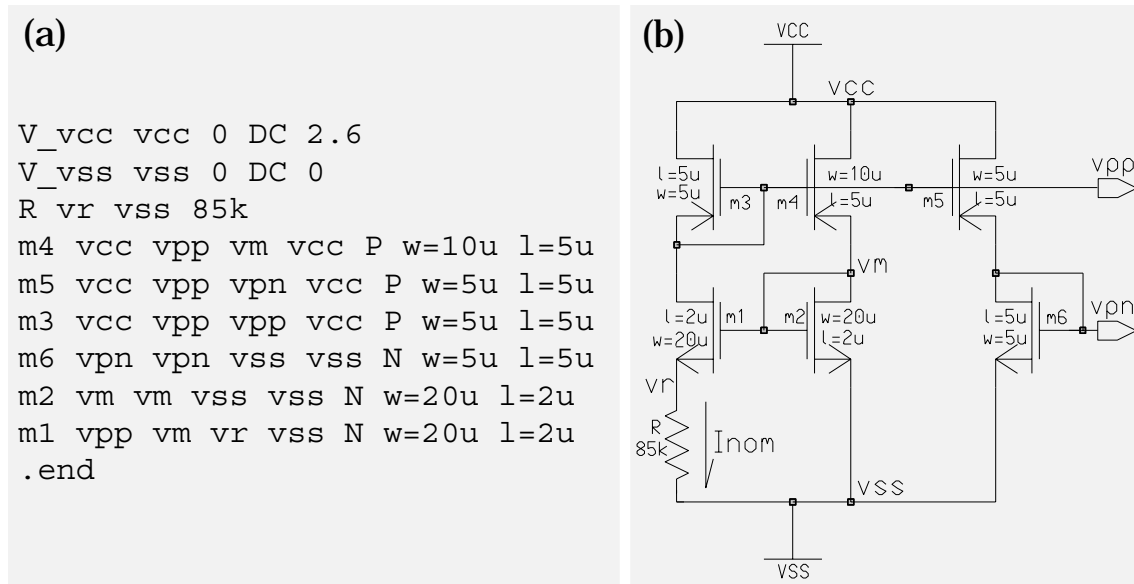 (a)
V_vcc vcc 0 DC 2.6
V_vss vss 0 DC 0
R vr vss 85k
m4 vcc vpp vm vcc P w=10u l=5u
m5 vcc vpp vpn vcc P w=5u l=5u
m3 vcc vpp vpp vcc P w=5u l=5u
m6 vpn vpn vss vss N w=5u l=5u
m2 vm vm vss vss N w=20u l=2u
m1 vpp vm vr vss N w=20u l=2u
.end
(b)
VCC
VCC
vpp
l=5u
w=5u
m3
w=10u
l=5u
m4
w=5u
l=5u
m5
vm
l=2u
w=20u
m1
m2
w=20u
l=2u
l=5u
w=5u
m6
vpn
vr
R
85k
Inom
VSS
VSS